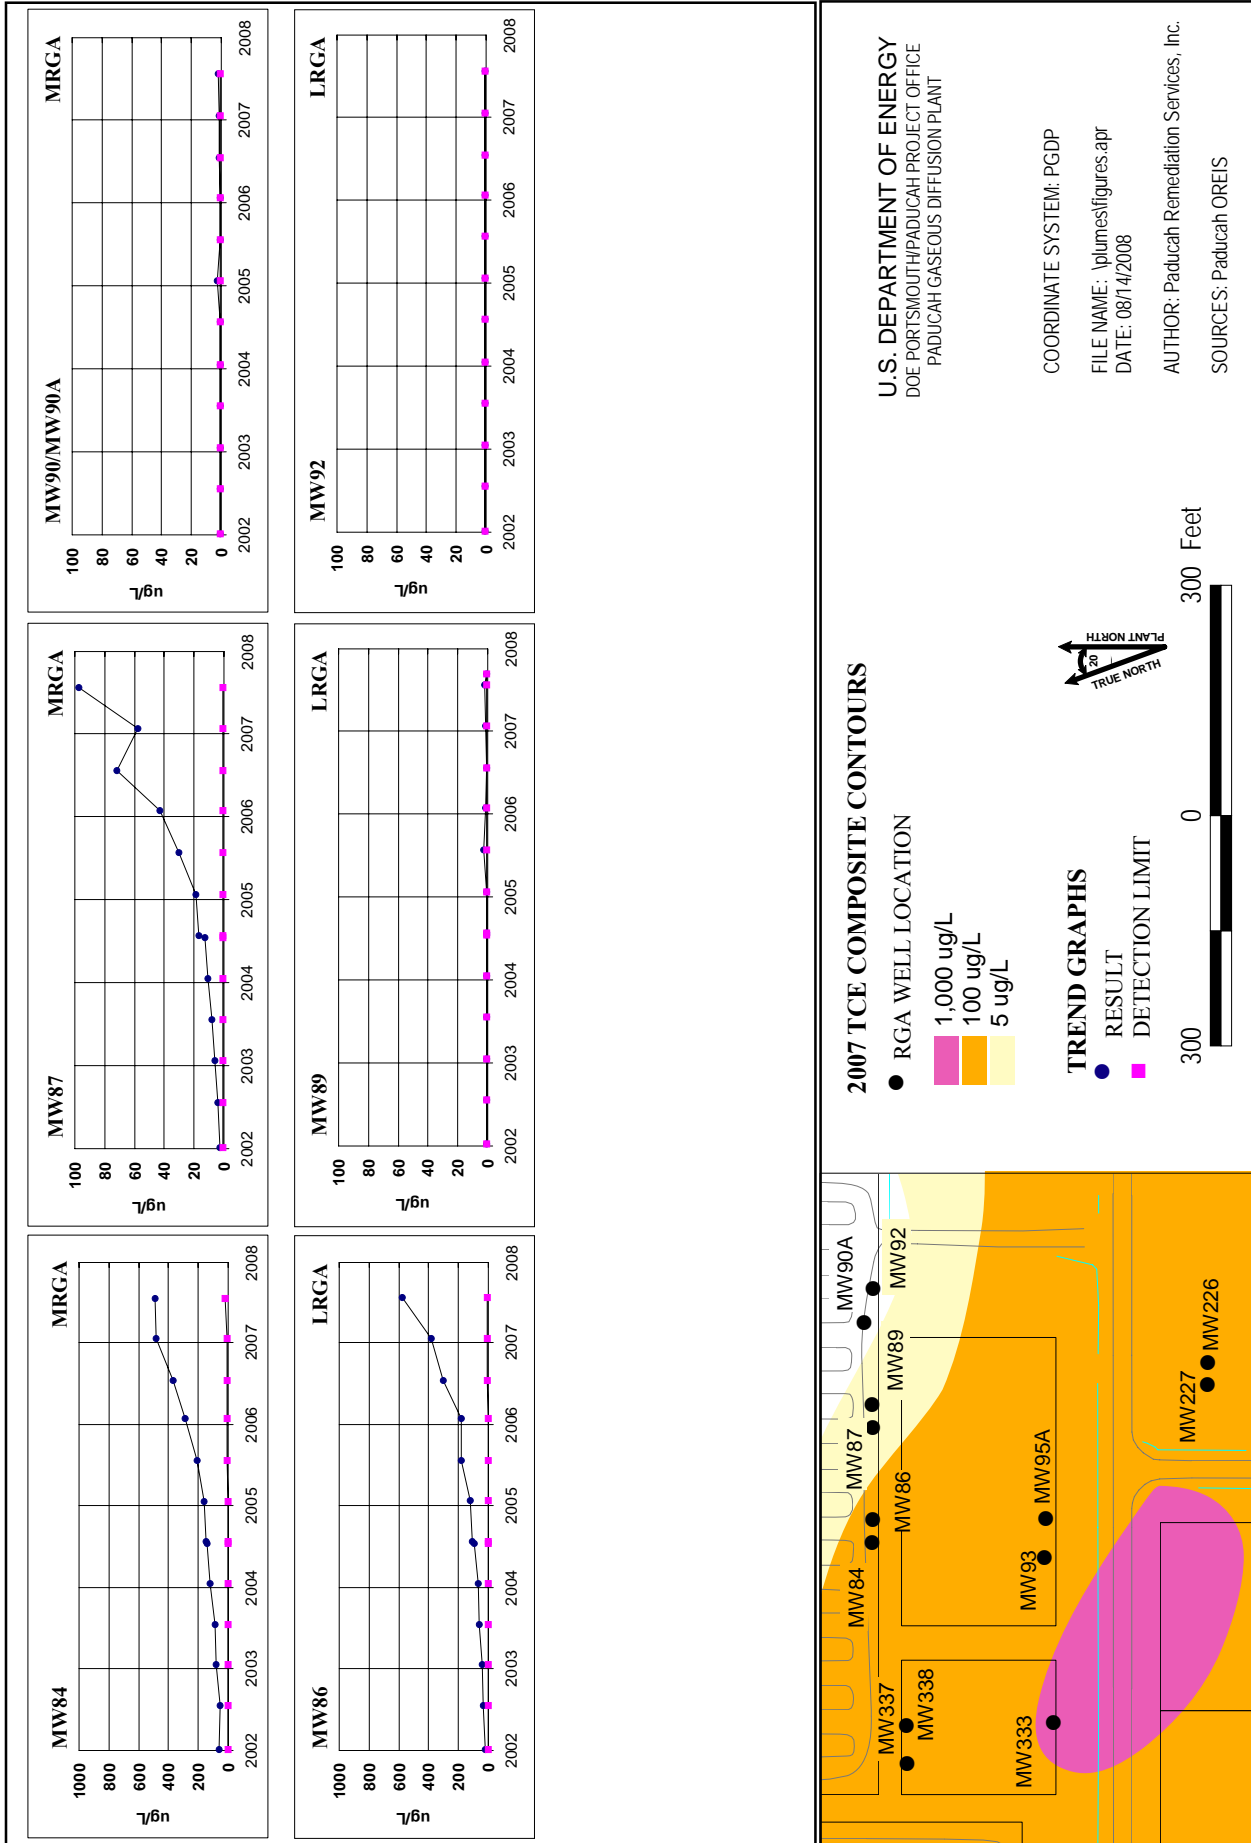 MW84 MRGA
1000
800
600
400
200
0
ug/L
2002 2003 2004 2005 2006 2007 2008
MW87 MRGA
100
80
60
40
20
0
ug/L
2002 2003 2004 2005 2006 2007 2008
MW90/MW90A MRGA
100
80
60
40
20
0
ug/L
2002 2003 2004 2005 2006 2007 2008
MW86 LRGA
1000
800
600
400
200
0
ug/L
2002 2003 2004 2005 2006 2007 2008
MW89 LRGA
100
80
60
40
20
0
ug/L
2002 2003 2004 2005 2006 2007 2008
MW92 LRGA
100
80
60
40
20
0
ug/L
2002 2003 2004 2005 2006 2007 2008
MW337
MW338
MW333
MW84
MW86
MW87
MW89
MW90A
MW92
MW93
MW95A
MW227
MW226
2007 TCE COMPOSITE CONTOURS
RGA WELL LOCATION
1,000 ug/L
100 ug/L
5 ug/L
TREND GRAPHS
RESULT
DETECTION LIMIT
TRUE NORTH
20
PLANT NORTH
300 0 300 Feet
U.S. DEPARTMENT OF ENERGY
DOE PORTSMOUTH/PADUCAH PROJECT OFFICE
PADUCAH GASEOUS DIFFUSION PLANT
COORDINATE SYSTEM: PGDP
FILE NAME: \plumes\figures.apr
DATE: 08/14/2008
AUTHOR: Paducah Remediation Services, Inc.
SOURCES: Paducah OREIS